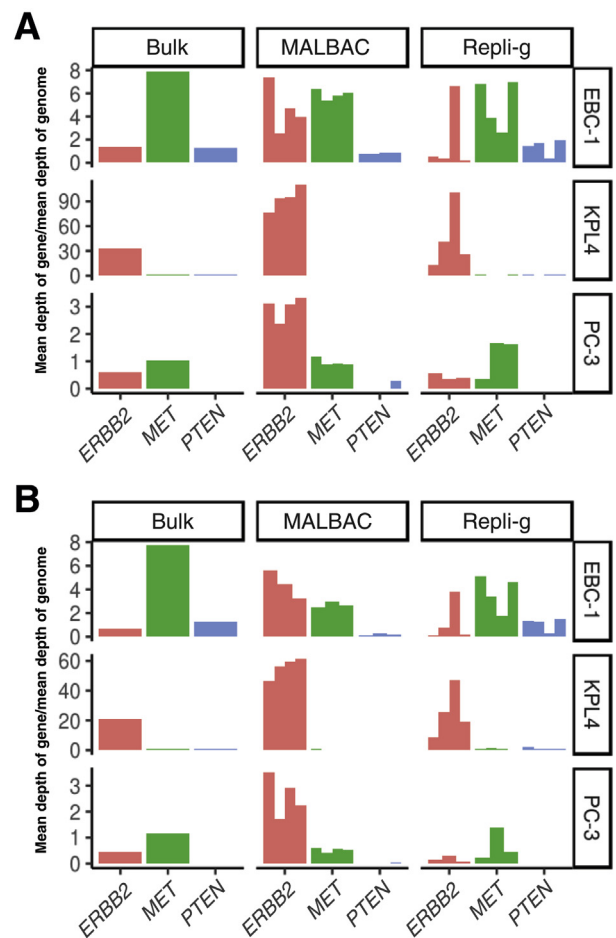 A
Bulk MALBAC Repli-g
Mean depth of gene/mean depth of genome
8
6
4
2
0
EBC-1
90
60
30
0
KPL4
3
2
1
0
PC-3
ERBB2 MET PTEN ERBB2 MET PTEN ERBB2 MET PTEN
B
Bulk MALBAC Repli-g
Mean depth of gene/mean depth of genome
8
6
4
2
0
EBC-1
60
40
20
0
KPL4
3
2
1
0
PC-3
ERBB2 MET PTEN ERBB2 MET PTEN ERBB2 MET PTEN